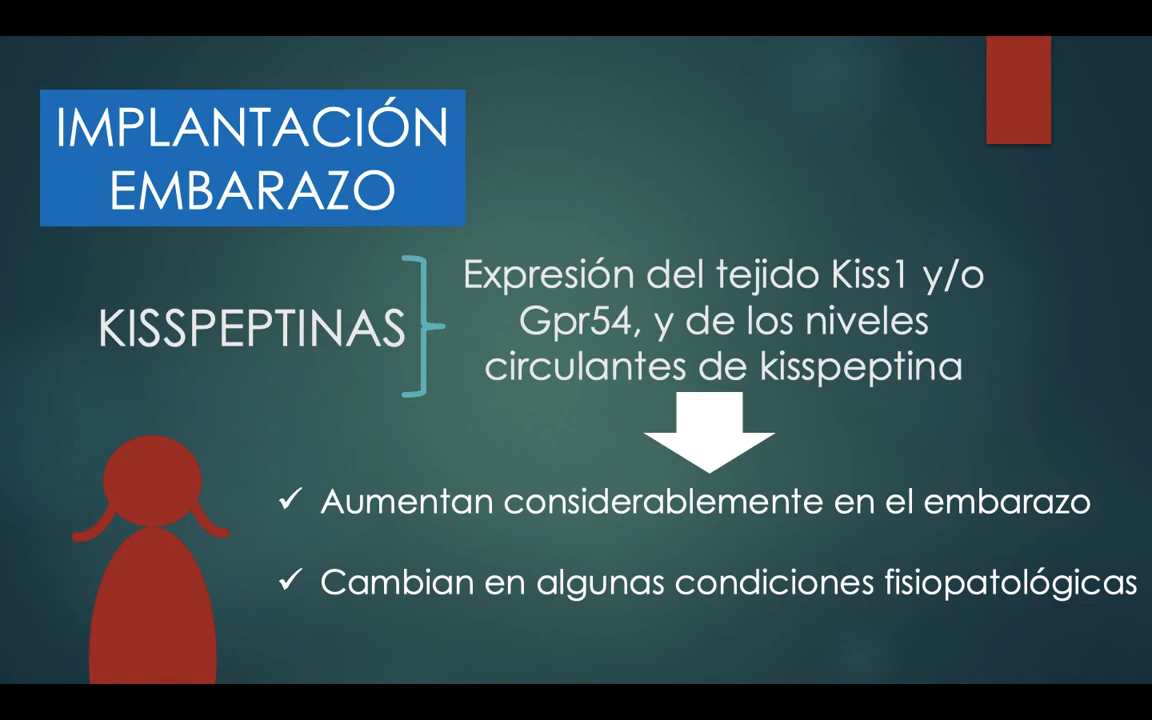 IMPLANTACIÓN
EMBARAZO
KISSPEPTINAS
Expresión del tejido Kiss1 y/o
Gpr54, y de los niveles
circulantes de kisspeptina
✓ Aumentan considerablemente en el embarazo
✓ Cambian en algunas condiciones fisiopatológicas